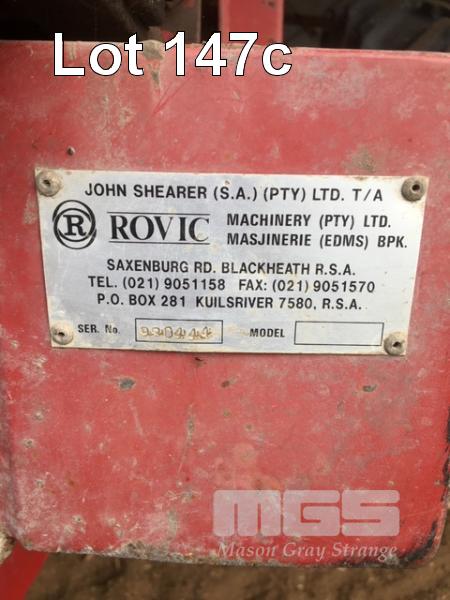 Lot 147c
JOHN SHEARER (S.A.) (PTY) LTD. T/A
R ROVIC MACHINERY (PTY) LTD.
MASJINERIE (EDMS) BPK.
SAXENBURG RD. BLACKHEATH R.S.A.
TEL. (021) 9051158 FAX: (021) 9051570
P.O. BOX 281 KUILSRIVER 7580, R.S.A.
SER. No. MODEL
MGS
Mason Gray Strange